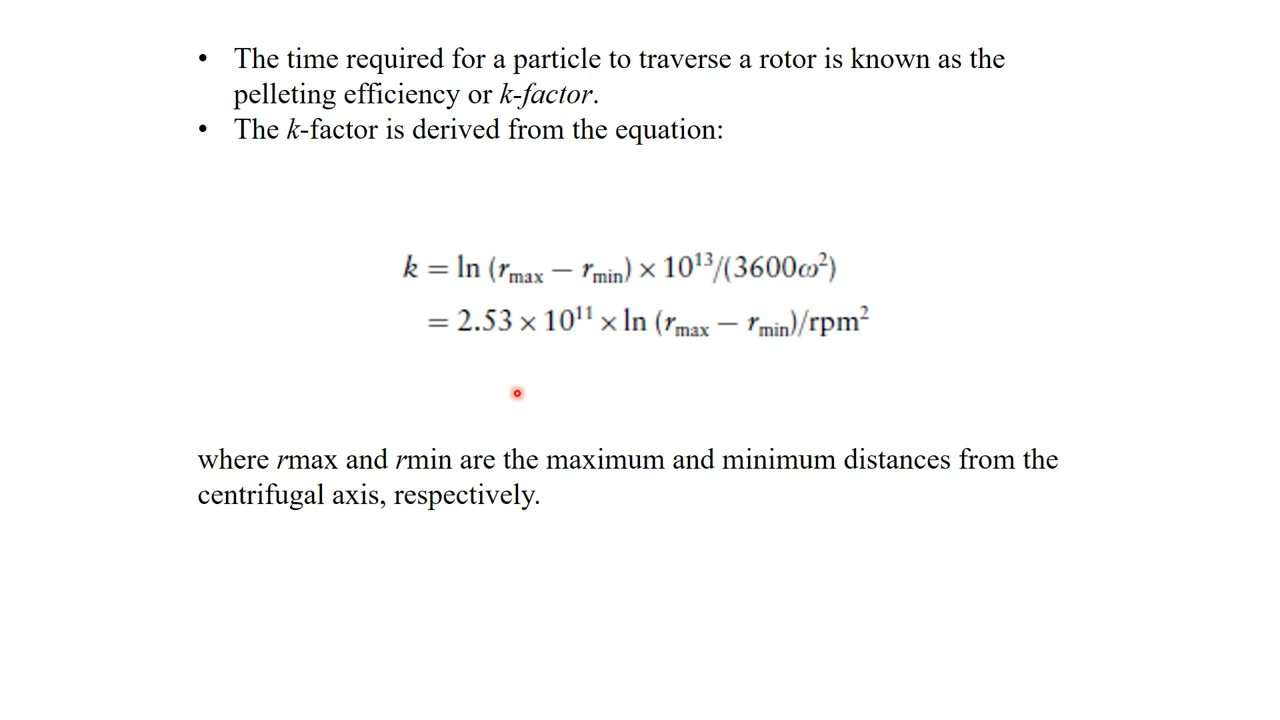 • The time required for a particle to traverse a rotor is known as the
pelleting efficiency or k-factor.
• The k-factor is derived from the equation:
k = ln (rmax − rmin) × 10¹³/(3600ω²)
= 2.53 × 10¹¹ × ln (rmax − rmin)/rpm²
where rmax and rmin are the maximum and minimum distances from the
centrifugal axis, respectively.